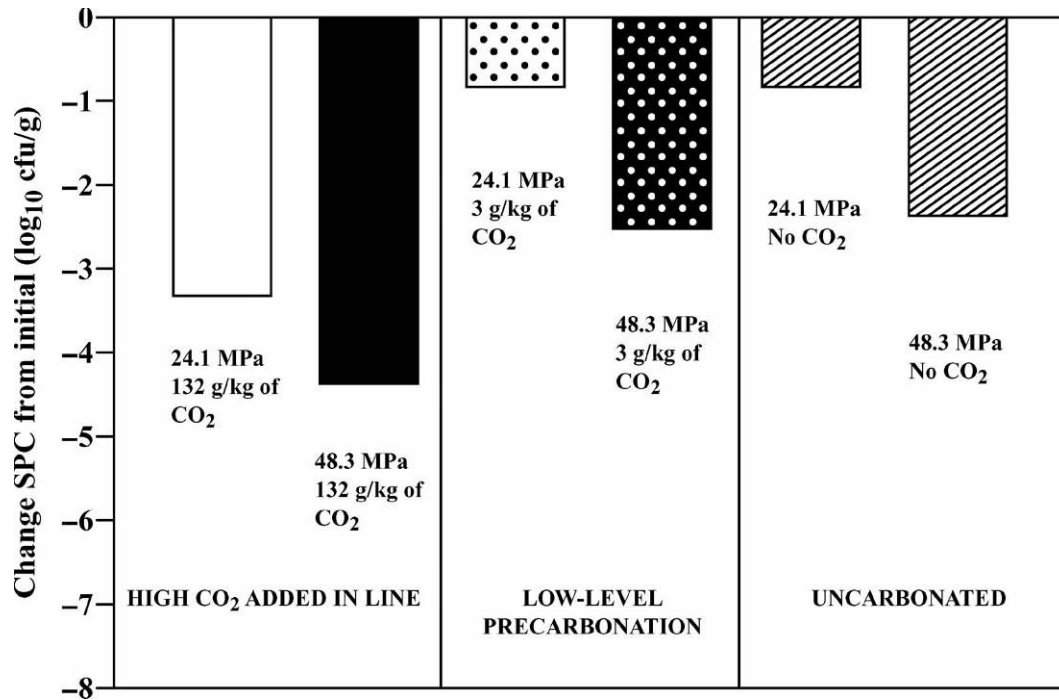 Change SPC from initial (log10 cfu/g)
0
–1
–2
–3
–4
–5
–6
–7
–8
24.1 MPa
132 g/kg of
CO2
48.3 MPa
132 g/kg of
CO2
HIGH CO2 ADDED IN LINE
24.1 MPa
3 g/kg of
CO2
48.3 MPa
3 g/kg of
CO2
LOW-LEVEL
PRECARBONATION
24.1 MPa
No CO2
48.3 MPa
No CO2
UNCARBONATED